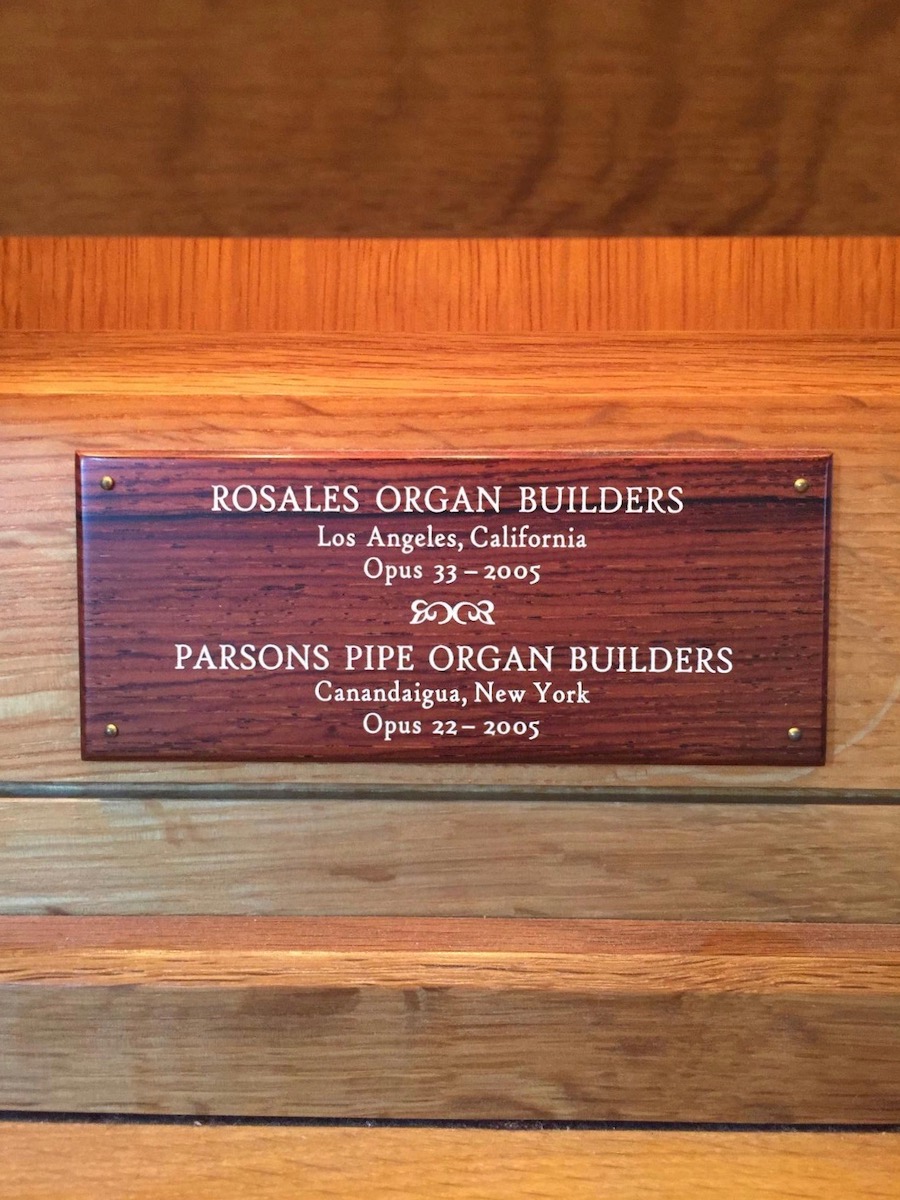 ROSALES ORGAN BUILDERS
Los Angeles, California
Opus 33 – 2005
PARSONS PIPE ORGAN BUILDERS
Canandaigua, New York
Opus 22 – 2005